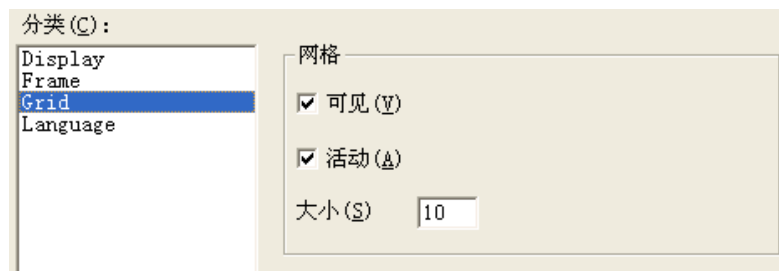 分类(C):
Display
Frame
Grid
Language
网格
可见(V)
活动(A)
大小(S) 10